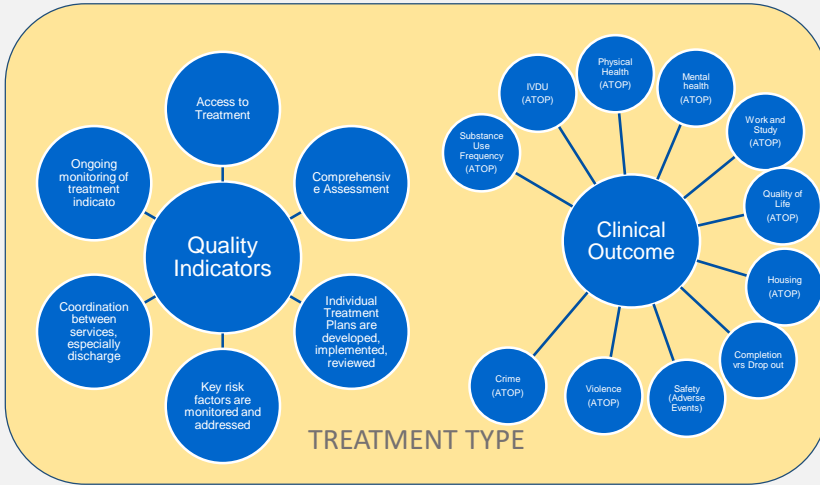 Access to
Treatment
Comprehensiv
e Assessment
Individual
Treatment
Plans are
developed,
implemented,
reviewed
Key risk
factors are
monitored and
addressed
Coordination
between
services,
especially
discharge
Ongoing
monitoring of
treatment
indicato
Quality
Indicators
Substance
Use
Frequency
(ATOP)
IVDU
(ATOP)
Physical
Health
(ATOP)
Mental
health
(ATOP)
Work and
Study
(ATOP)
Quality of
Life
(ATOP)
Housing
(ATOP)
Completion
vrs Drop out
Safety
(Adverse
Events)
Violence
(ATOP)
Crime
(ATOP)
Clinical
Outcome
TREATMENT TYPE